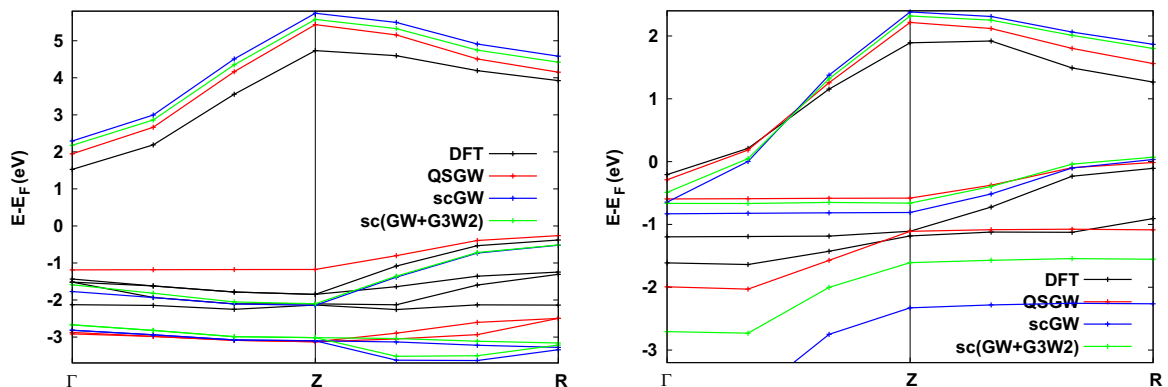 5
4
3
2
1
0
-1
-2
-3
E-E_F (eV)
DFT
QSGW
scGW
sc(GW+G3W2)
Γ
Z
R
2
1
0
-1
-2
-3
E-E_F (eV)
DFT
QSGW
scGW
sc(GW+G3W2)
Γ
Z
R